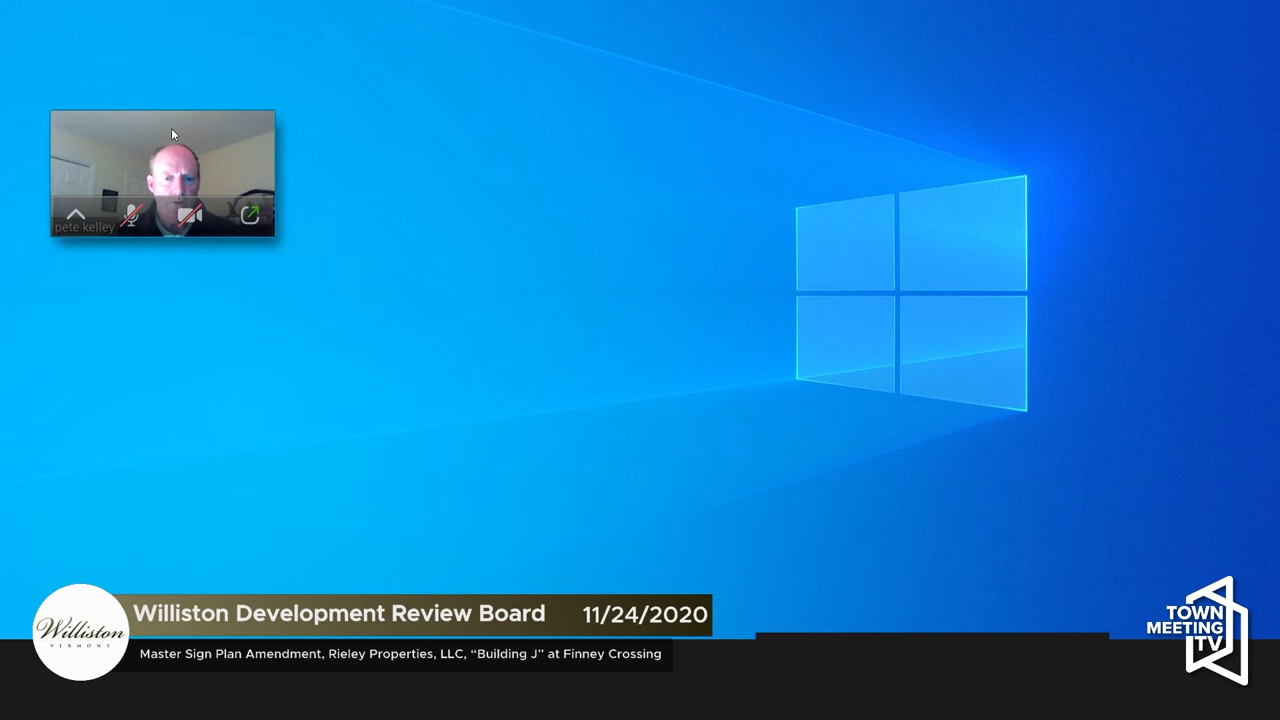 pete kelley
Williston Development Review Board 11/24/2020
Williston
VERMONT
Master Sign Plan Amendment, Rieley Properties, LLC, “Building J” at Finney Crossing
TOWN
MEETING
TV